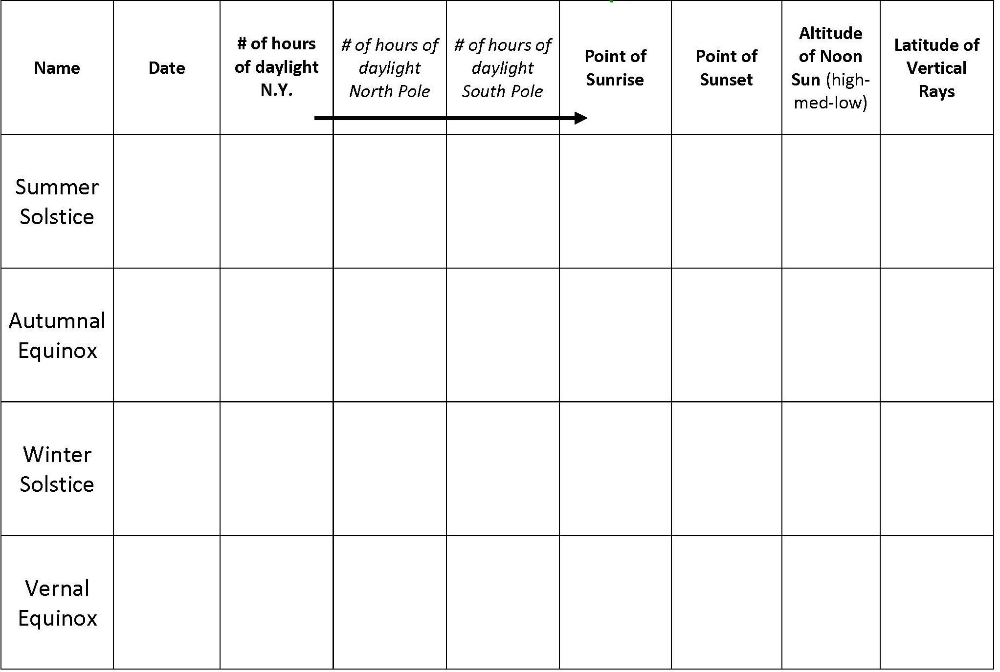 Name
Date
# of hours
of daylight
N.Y.
# of hours of
daylight
North Pole
# of hours of
daylight
South Pole
Point of
Sunrise
Point of
Sunset
Altitude
of Noon
Sun (high-
med-low)
Latitude of
Vertical
Rays
Summer
Solstice
Autumnal
Equinox
Winter
Solstice
Vernal
Equinox